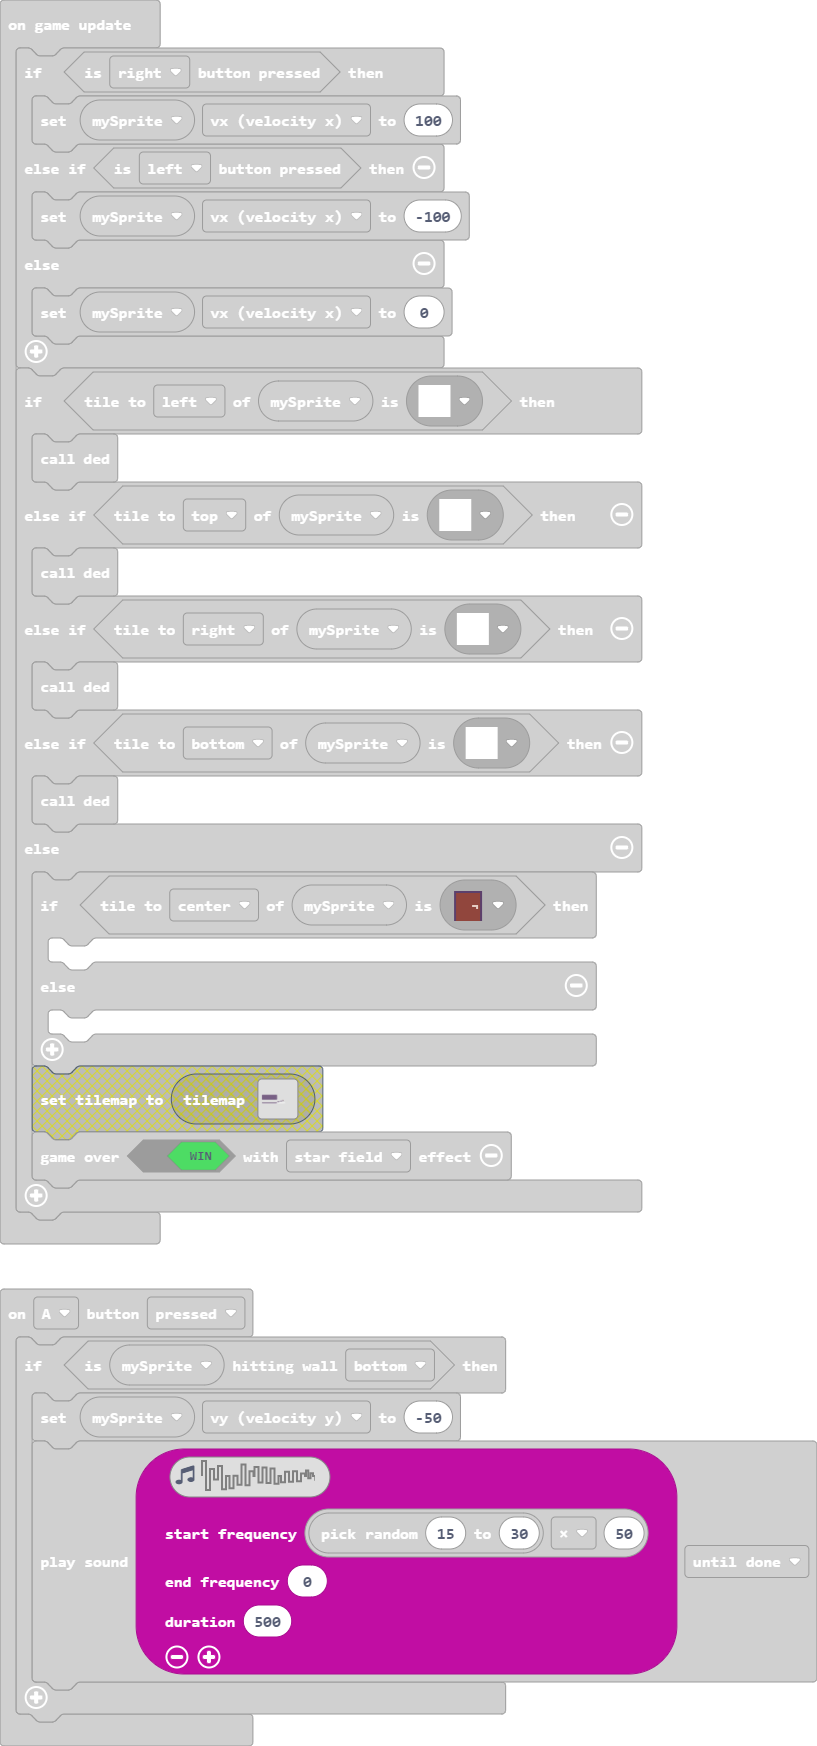 on game update
if is right button pressed then
set mySprite vx (velocity x) to 100
else if is left button pressed then
set mySprite vx (velocity x) to -100
else
set mySprite vx (velocity x) to 0
if tile to left of mySprite is then
call ded
else if tile to top of mySprite is then
call ded
else if tile to right of mySprite is then
call ded
else if tile to bottom of mySprite is then
call ded
else
if tile to center of mySprite is then
else
set tilemap to tilemap
game over WIN with star field effect
on A button pressed
if is mySprite hitting wall bottom then
set mySprite vy (velocity y) to -50
start frequency pick random 15 to 30 × 50
play sound until done
end frequency 0
duration 500